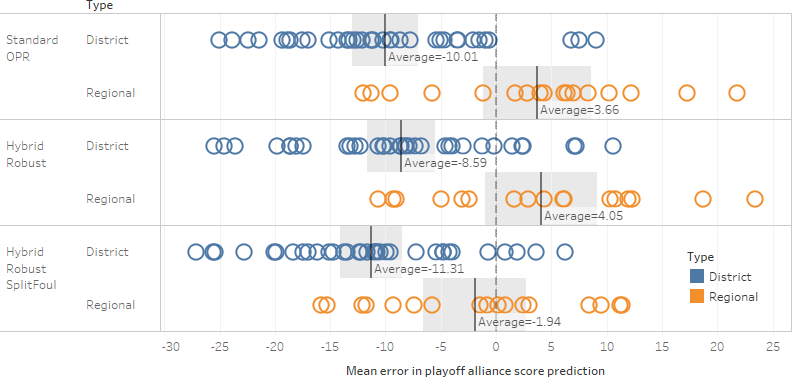 Type
Standard OPR District
Average=-10.01
Regional
Average=3.66
Hybrid Robust District
Average=-8.59
Regional
Average=4.05
Hybrid Robust SplitFoul District
Average=-11.31
Regional
Average=-1.94
Type
District
Regional
-30 -25 -20 -15 -10 -5 0 5 10 15 20 25
Mean error in playoff alliance score prediction